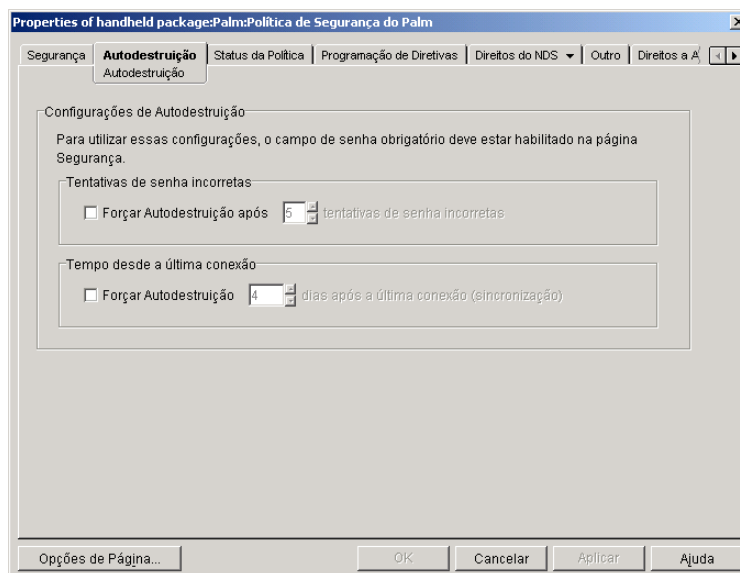 Properties of handheld package:Palm:Política de Segurança do Palm
Segurança Autodestruição Status da Política Programação de Diretivas Direitos do NDS Outro Direitos a A
Autodestruição
Configurações de Autodestruição
Para utilizar essas configurações, o campo de senha obrigatório deve estar habilitado na página
Segurança.
Tentativas de senha incorretas
Forçar Autodestruição após 5 tentativas de senha incorretas
Tempo desde a última conexão
Forçar Autodestruição 4 dias após a última conexão (sincronização)
Opções de Página... OK Cancelar Aplicar Ajuda